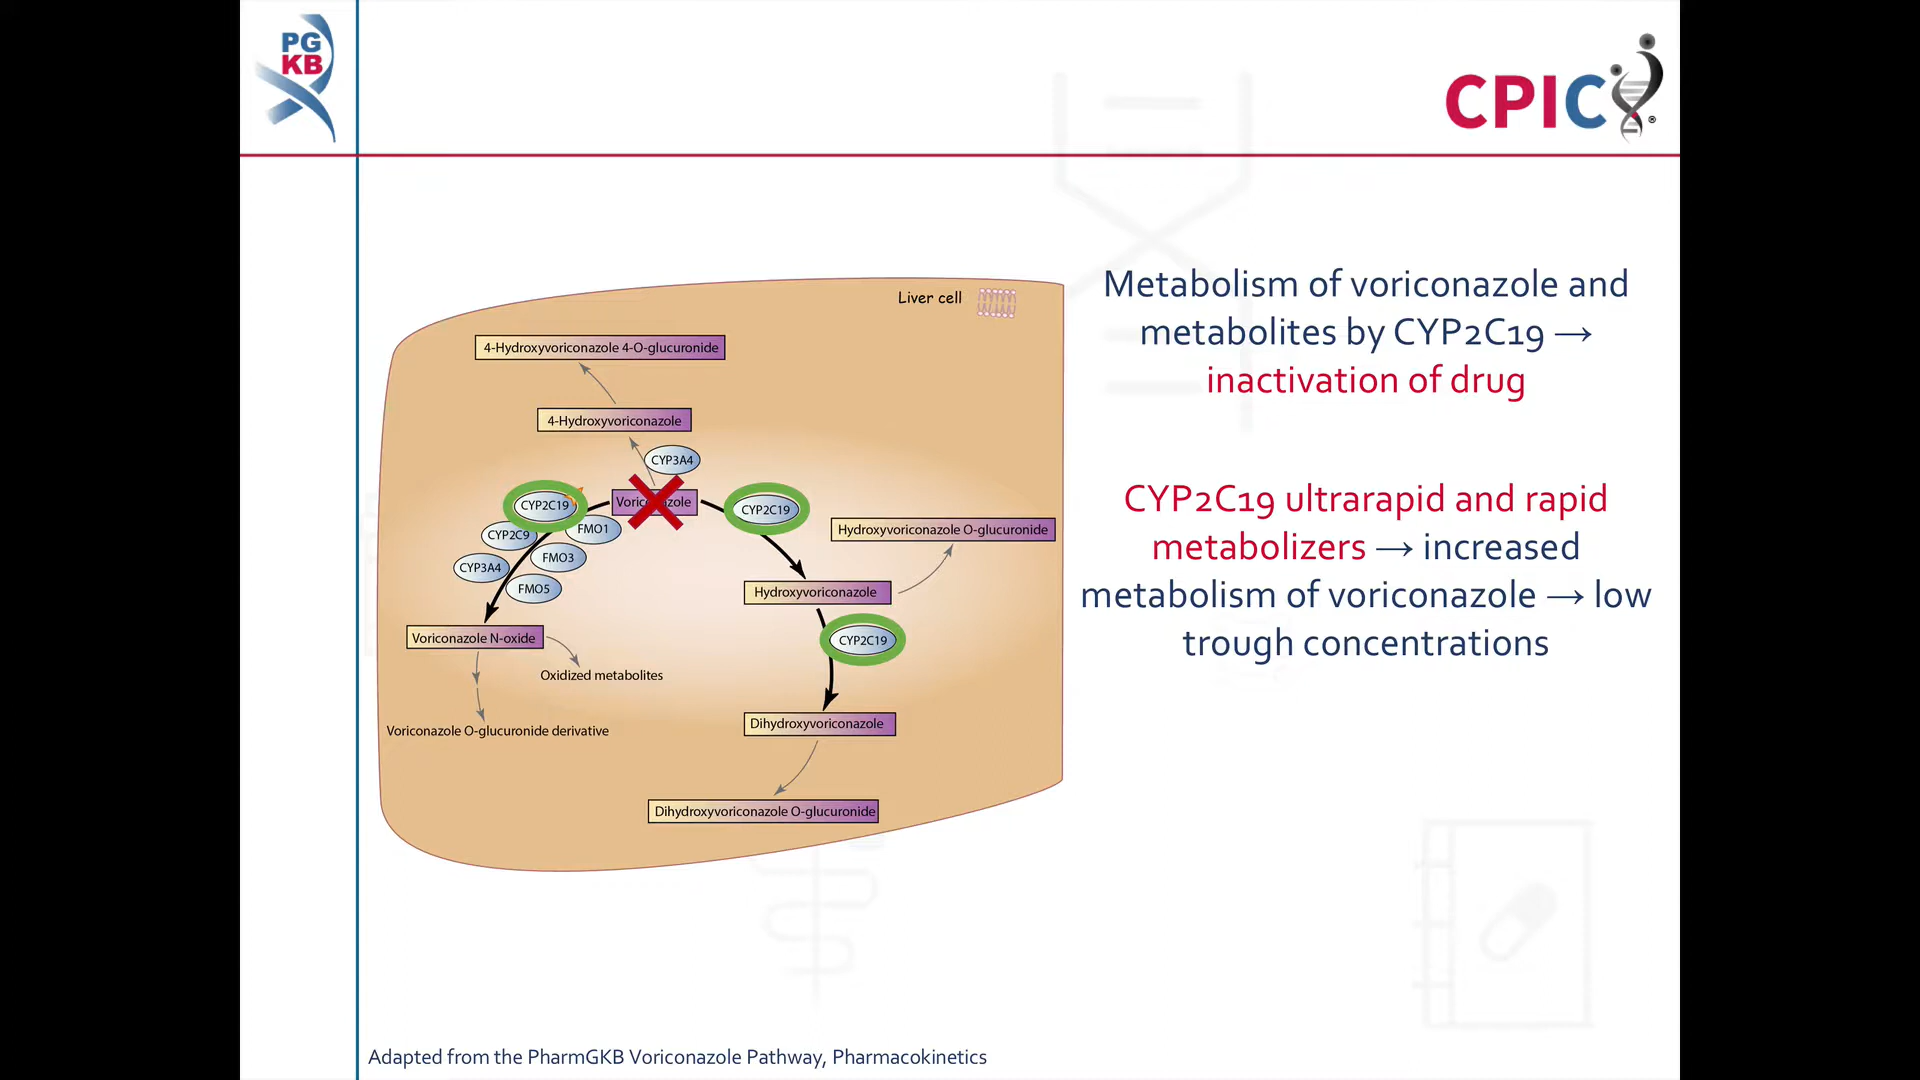 PG
KB
CPIC®
Liver cell
4-Hydroxyvoriconazole 4-O-glucuronide
4-Hydroxyvoriconazole
CYP3A4
CYP2C19
CYP2C19
CYP2C9
FMO1
FMO3
CYP3A4
FMO5
Hydroxyvoriconazole O-glucuronide
Hydroxyvoriconazole
CYP2C19
Voriconazole N-oxide
Oxidized metabolites
Voriconazole O-glucuronide derivative
Dihydroxyvoriconazole
Dihydroxyvoriconazole O-glucuronide
Metabolism of voriconazole and
metabolites by CYP2C19 →
inactivation of drug
CYP2C19 ultrarapid and rapid
metabolizers → increased
metabolism of voriconazole → low
trough concentrations
Adapted from the PharmGKB Voriconazole Pathway, Pharmacokinetics